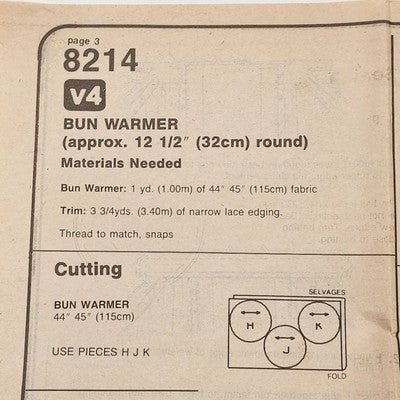 page 3
8214
V4
BUN WARMER
(approx. 12 1/2" (32cm) round)
Materials Needed
Bun Warmer: 1 yd. (1.00m) of 44" 45" (115cm) fabric
Trim: 3 3/4yds. (3.40m) of narrow lace edging.
Thread to match, snaps
Cutting
BUN WARMER
44" 45" (115cm)
USE PIECES H J K
SELVAGES
H
K
J
FOLD